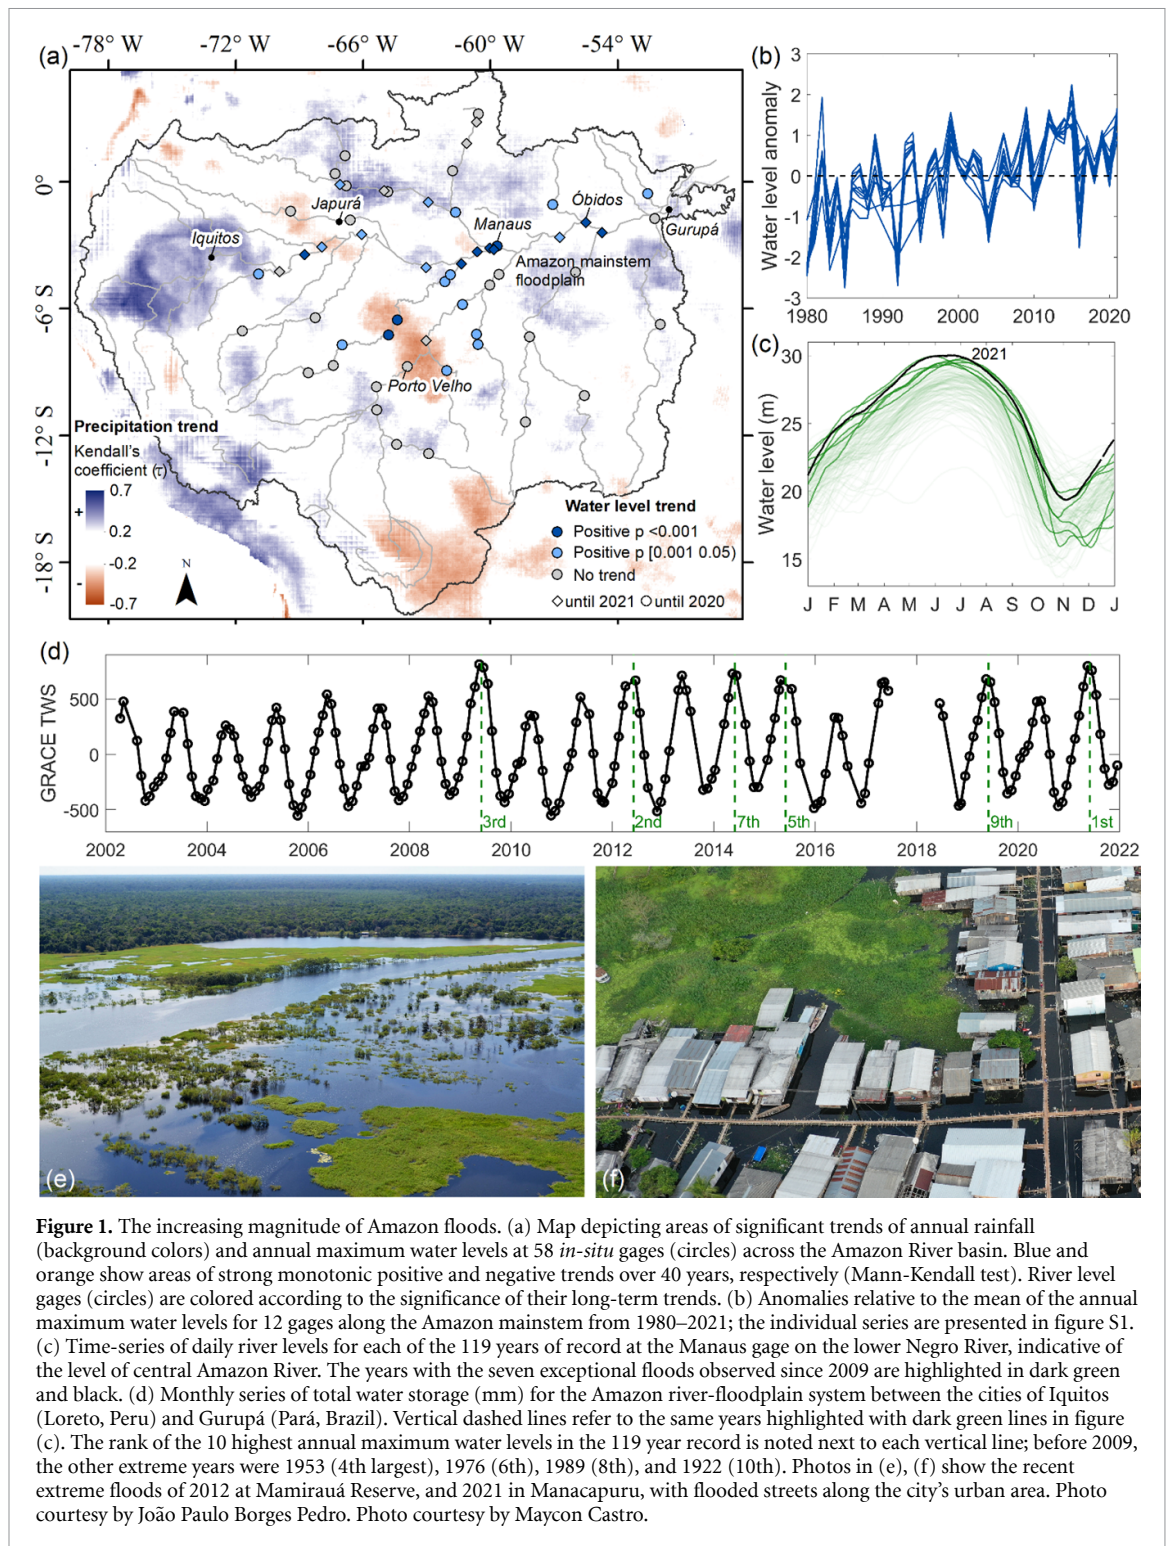 -78° W -72° W -66° W -60° W -54° W
(a)
0°
-6° S
-12° S
-18° S
Japurá
Iquitos
Manaus
Óbidos
Gurupá
Amazon mainstem
floodplain
Porto Velho
Precipitation trend
Kendall's
coefficient (τ)
0.7
+
0.2
-0.2
-
-0.7
N
Water level trend
Positive p <0.001
Positive p [0.001 0.05)
No trend
until 2021 until 2020
(b)
Water level anomaly
3
2
1
0
-1
-2
-3
1980 1990 2000 2010 2020
(c)
Water level (m)
30
25
20
15
2021
J F M A M J J A S O N D J
(d)
GRACE TWS
500
0
-500
3rd 2nd 7th 5th 9th 1st
2002 2004 2006 2008 2010 2012 2014 2016 2018 2020 2022
(e)
(f)
Figure 1. The increasing magnitude of Amazon floods. (a) Map depicting areas of significant trends of annual rainfall
(background colors) and annual maximum water levels at 58 in-situ gages (circles) across the Amazon River basin. Blue and
orange show areas of strong monotonic positive and negative trends over 40 years, respectively (Mann-Kendall test). River level
gages (circles) are colored according to the significance of their long-term trends. (b) Anomalies relative to the mean of the annual
maximum water levels for 12 gages along the Amazon mainstem from 1980–2021; the individual series are presented in figure S1.
(c) Time-series of daily river levels for each of the 119 years of record at the Manaus gage on the lower Negro River, indicative of
the level of central Amazon River. The years with the seven exceptional floods observed since 2009 are highlighted in dark green
and black. (d) Monthly series of total water storage (mm) for the Amazon river-floodplain system between the cities of Iquitos
(Loreto, Peru) and Gurupá (Pará, Brazil). Vertical dashed lines refer to the same years highlighted with dark green lines in figure
(c). The rank of the 10 highest annual maximum water levels in the 119 year record is noted next to each vertical line; before 2009,
the other extreme years were 1953 (4th largest), 1976 (6th), 1989 (8th), and 1922 (10th). Photos in (e), (f) show the recent
extreme floods of 2012 at Mamirauá Reserve, and 2021 in Manacapuru, with flooded streets along the city's urban area. Photo
courtesy by João Paulo Borges Pedro. Photo courtesy by Maycon Castro.